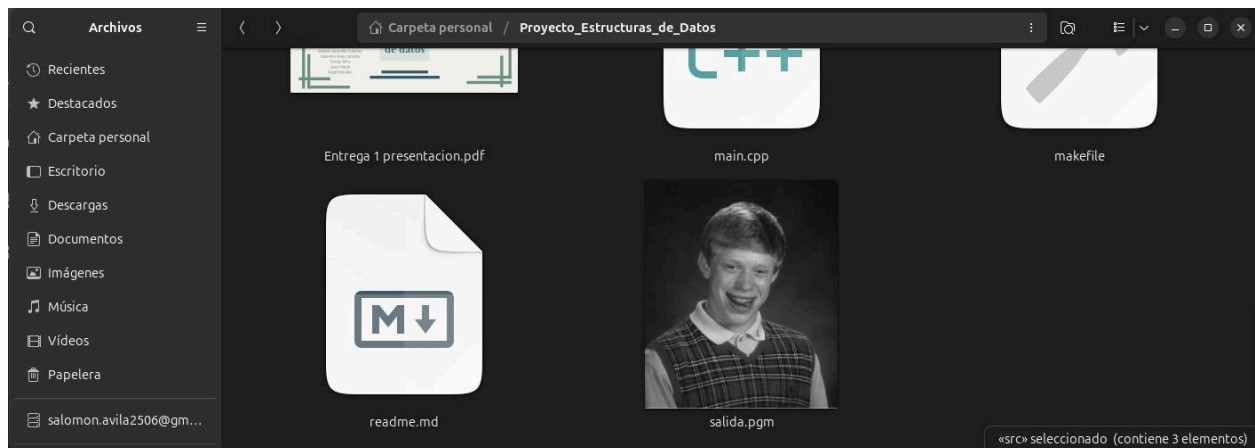 Archivos
Carpeta personal / Proyecto_Estructuras_de_Datos
Recientes
Destacados
Carpeta personal
Escritorio
Descargas
Documentos
Imágenes
Música
Vídeos
Papelera
salomon.avila2506@gm...
de datos
C++
Entrega 1 presentacion.pdf
main.cpp
makefile
M
readme.md
salida.pgm
«src» seleccionado (contiene 3 elementos)